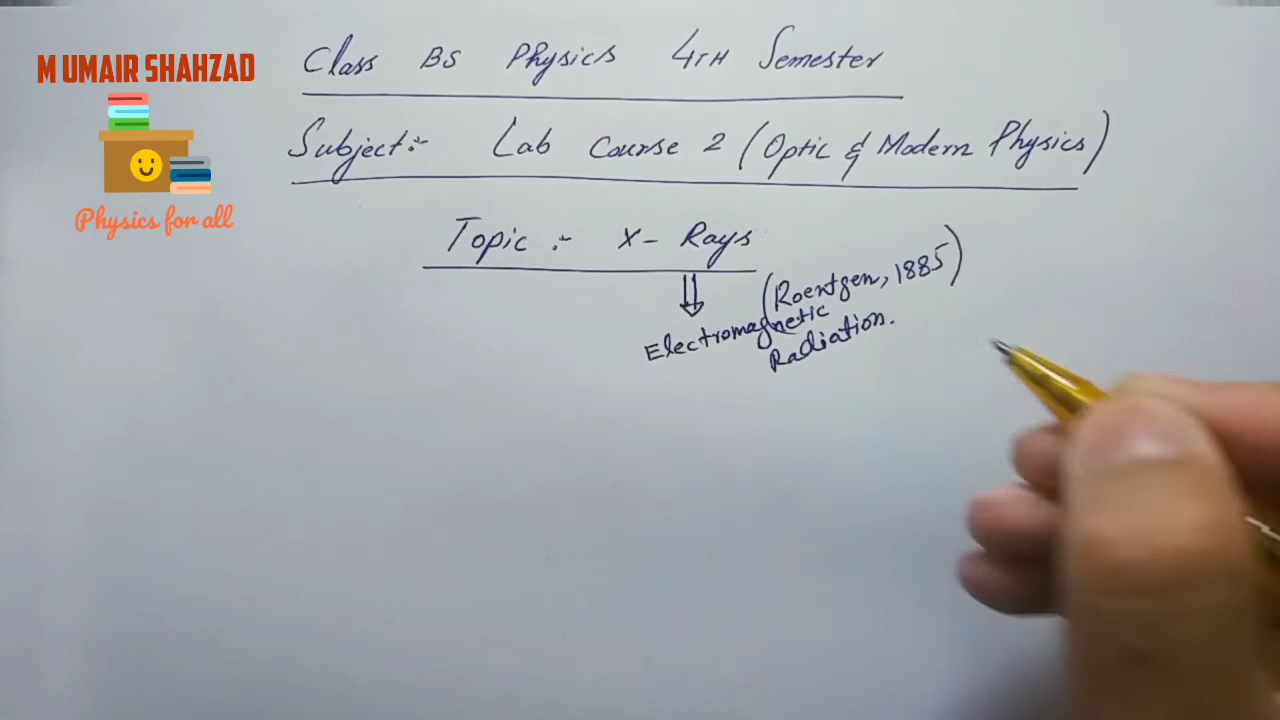 M UMAIR SHAHZAD
Physics for all
Class BS Physics 4TH Semester
Subject:- Lab Course 2 (Optic & Modern Physics)
Topic :- X-Rays
(Roentgen, 1885)
Electromagnetic
Radiation.